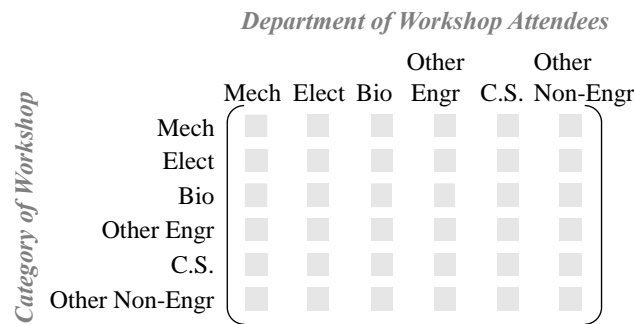 Department of Workshop Attendees
Other Other
Mech Elect Bio Engr C.S. Non-Engr
Category of Workshop
Mech
Elect
Bio
Other Engr
C.S.
Other Non-Engr